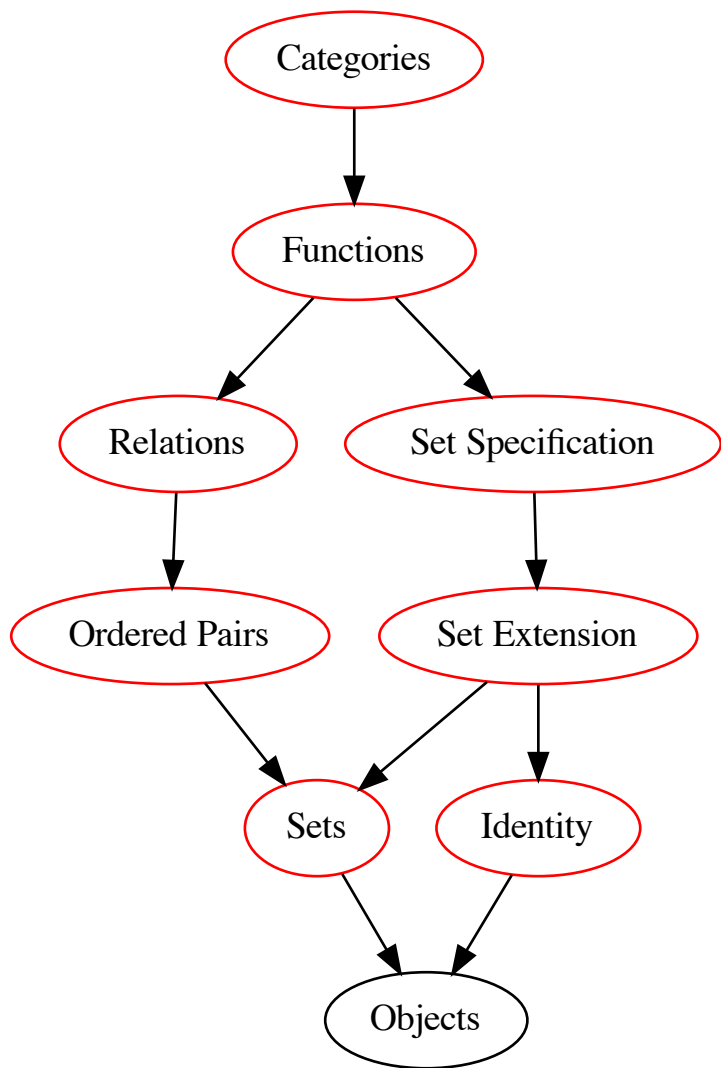 Categories
Functions
Relations
Set Specification
Ordered Pairs
Set Extension
Sets
Identity
Objects